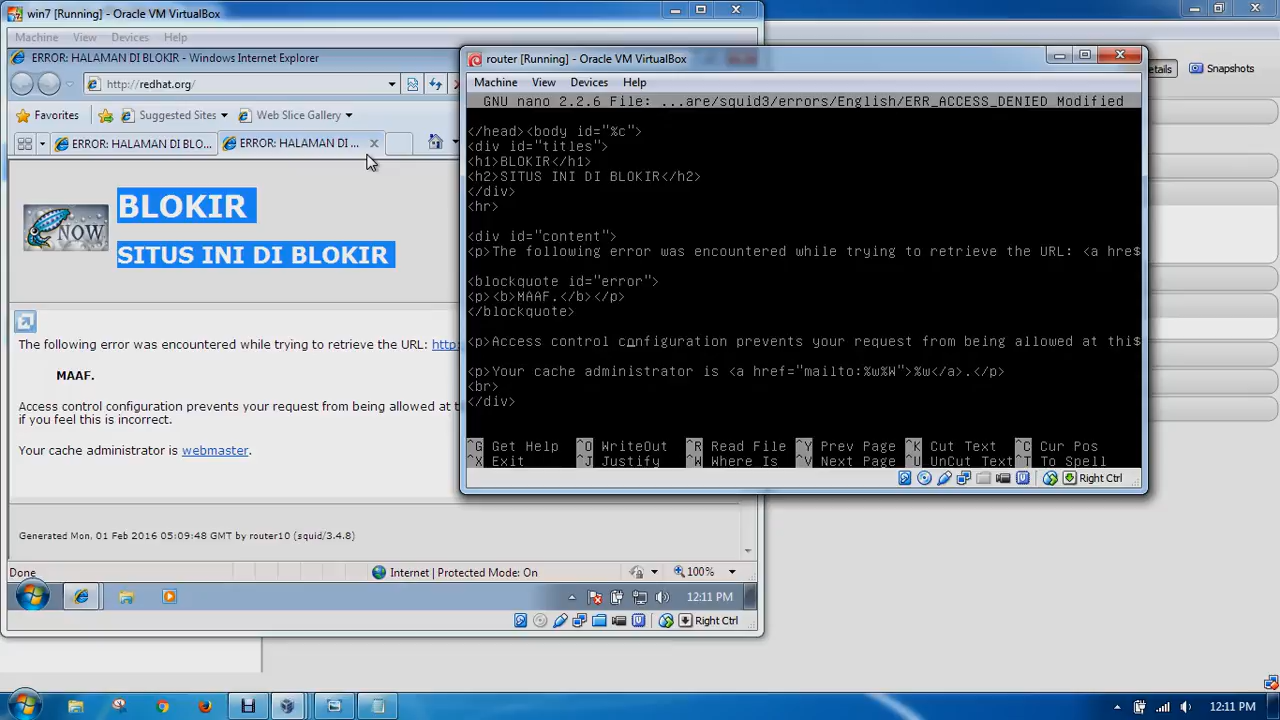 win7 [Running] - Oracle VM VirtualBox
Machine View Devices Help
ERROR: HALAMAN DI BLOKIR - Windows Internet Explorer
http://redhat.org/
Favorites Suggested Sites Web Slice Gallery
ERROR: HALAMAN DI BLO... ERROR: HALAMAN DI ...
NOW
BLOKIR
SITUS INI DI BLOKIR
The following error was encountered while trying to retrieve the URL: http:
MAAF.
Access control configuration prevents your request from being allowed at t
if you feel this is incorrect.
Your cache administrator is webmaster.
Generated Mon, 01 Feb 2016 05:09:48 GMT by router10 (squid/3.4.8)
Done Internet | Protected Mode: On 100%
12:11 PM
Right Ctrl
router [Running] - Oracle VM VirtualBox
Machine View Devices Help
GNU nano 2.2.6 File: ...are/squid3/errors/English/ERR_ACCESS_DENIED Modified
</head><body id="%c">
<div id="titles">
<h1>BLOKIR</h1>
<h2>SITUS INI DI BLOKIR</h2>
</div>
<hr>
<div id="content">
<p>The following error was encountered while trying to retrieve the URL: <a hre$
<blockquote id="error">
<p><b>MAAF.</b></p>
</blockquote>
<p>Access control configuration prevents your request from being allowed at thi$
<p>Your cache administrator is <a href="mailto:%w%W">%w</a>.</p>
<br>
</div>
^G Get Help ^O WriteOut ^R Read File ^Y Prev Page ^K Cut Text ^C Cur Pos
^X Exit ^J Justify ^W Where Is ^V Next Page ^U UnCut Text ^T To Spell
Right Ctrl
etails Snapshots
12:11 PM